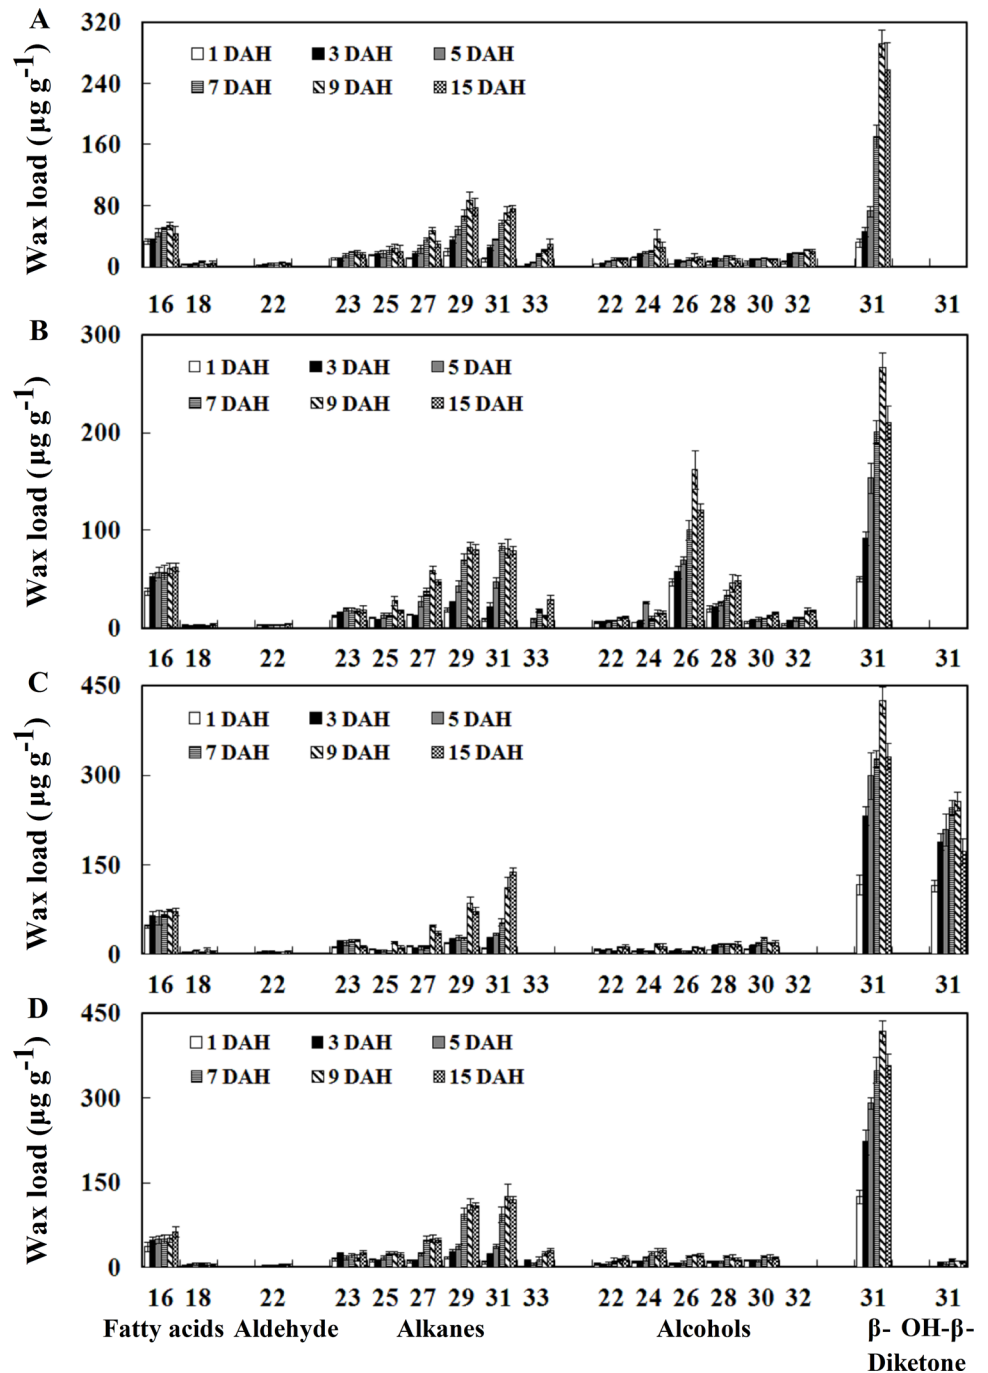 A
320
240
160
80
0
Wax load (µg g-1)
1 DAH 3 DAH 5 DAH
7 DAH 9 DAH 15 DAH
16 18 22 23 25 27 29 31 33 22 24 26 28 30 32 31 31
B
300
200
100
0
Wax load (µg g-1)
1 DAH 3 DAH 5 DAH
7 DAH 9 DAH 15 DAH
16 18 22 23 25 27 29 31 33 22 24 26 28 30 32 31 31
C
450
300
150
0
Wax load (µg g-1)
1 DAH 3 DAH 5 DAH
7 DAH 9 DAH 15 DAH
16 18 22 23 25 27 29 31 33 22 24 26 28 30 32 31 31
D
450
300
150
0
Wax load (µg g-1)
1 DAH 3 DAH 5 DAH
7 DAH 9 DAH 15 DAH
16 18 22 23 25 27 29 31 33 22 24 26 28 30 32 31 31
Fatty acids Aldehyde Alkanes Alcohols β- OH-β-
Diketone